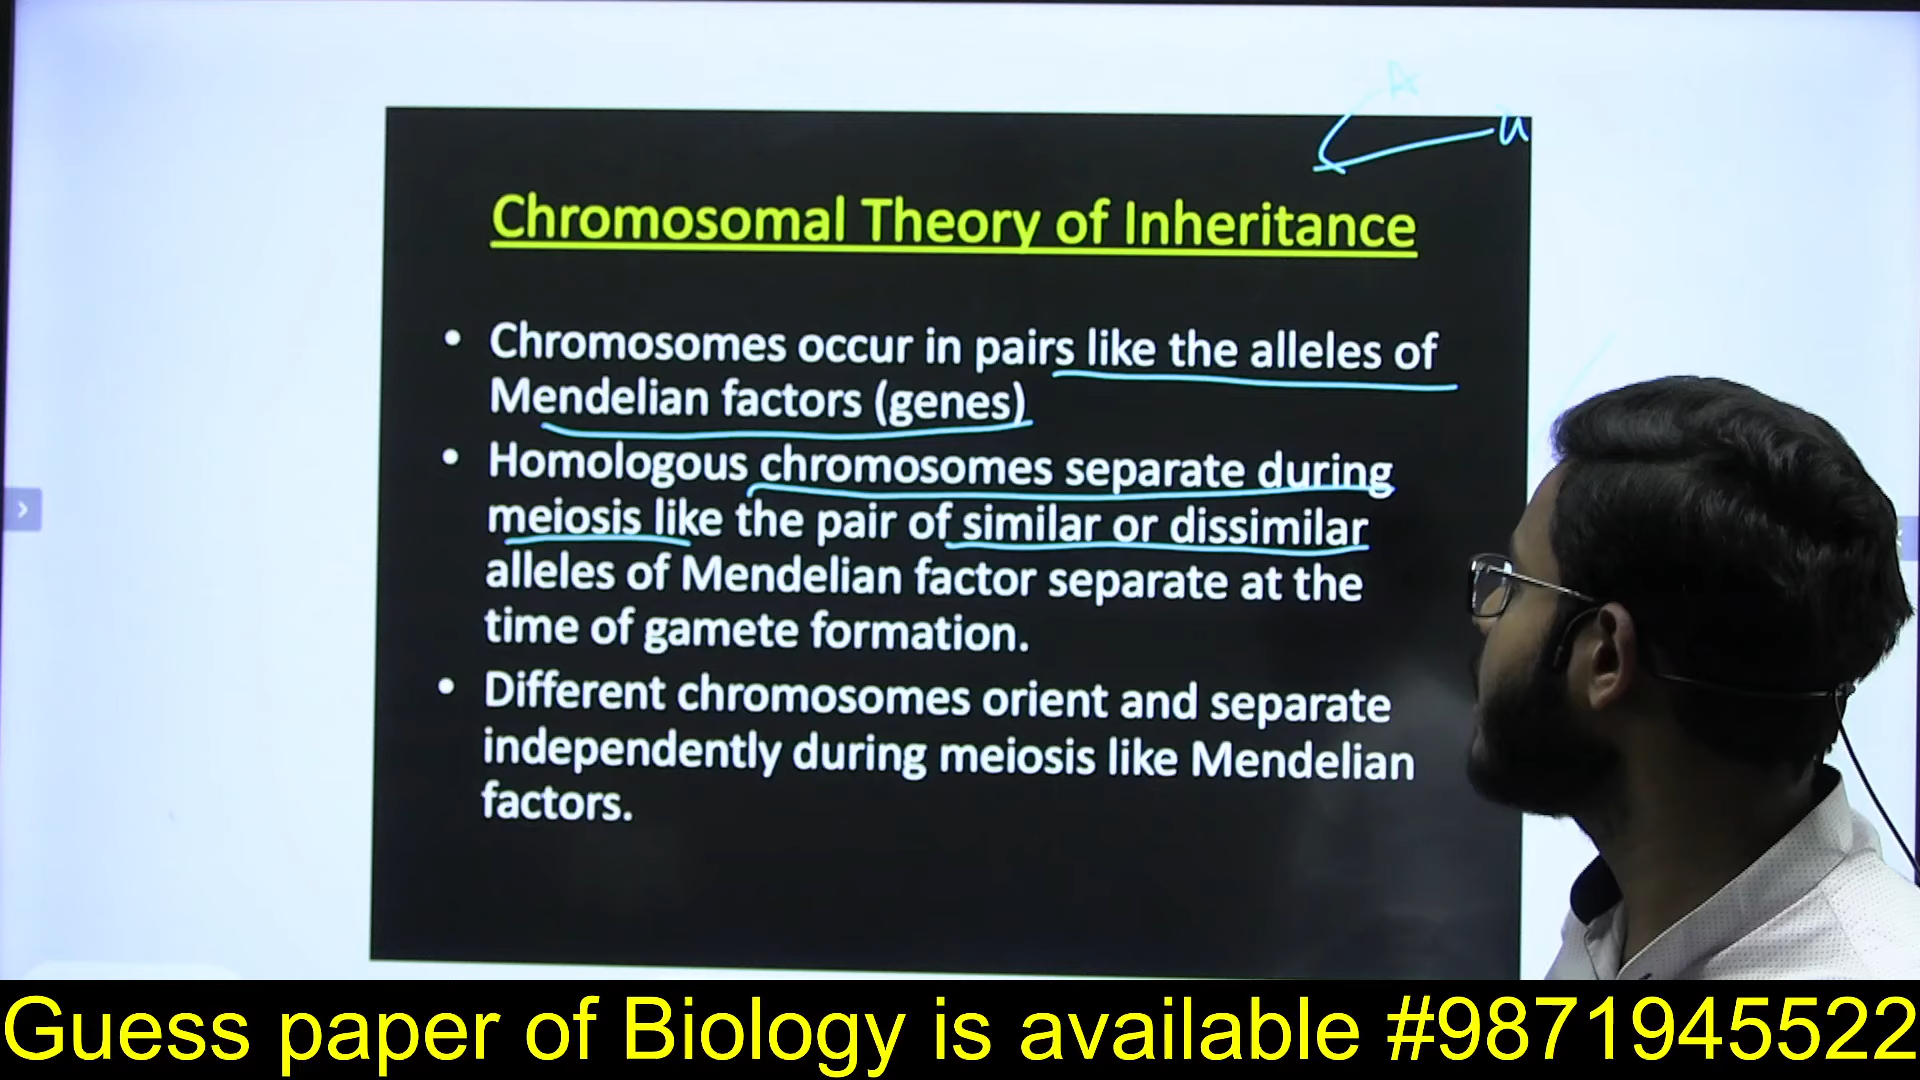 A
a
Chromosomal Theory of Inheritance
• Chromosomes occur in pairs like the alleles of
Mendelian factors (genes)
• Homologous chromosomes separate during
meiosis like the pair of similar or dissimilar
alleles of Mendelian factor separate at the
time of gamete formation.
• Different chromosomes orient and separate
independently during meiosis like Mendelian
factors.
Guess paper of Biology is available #9871945522